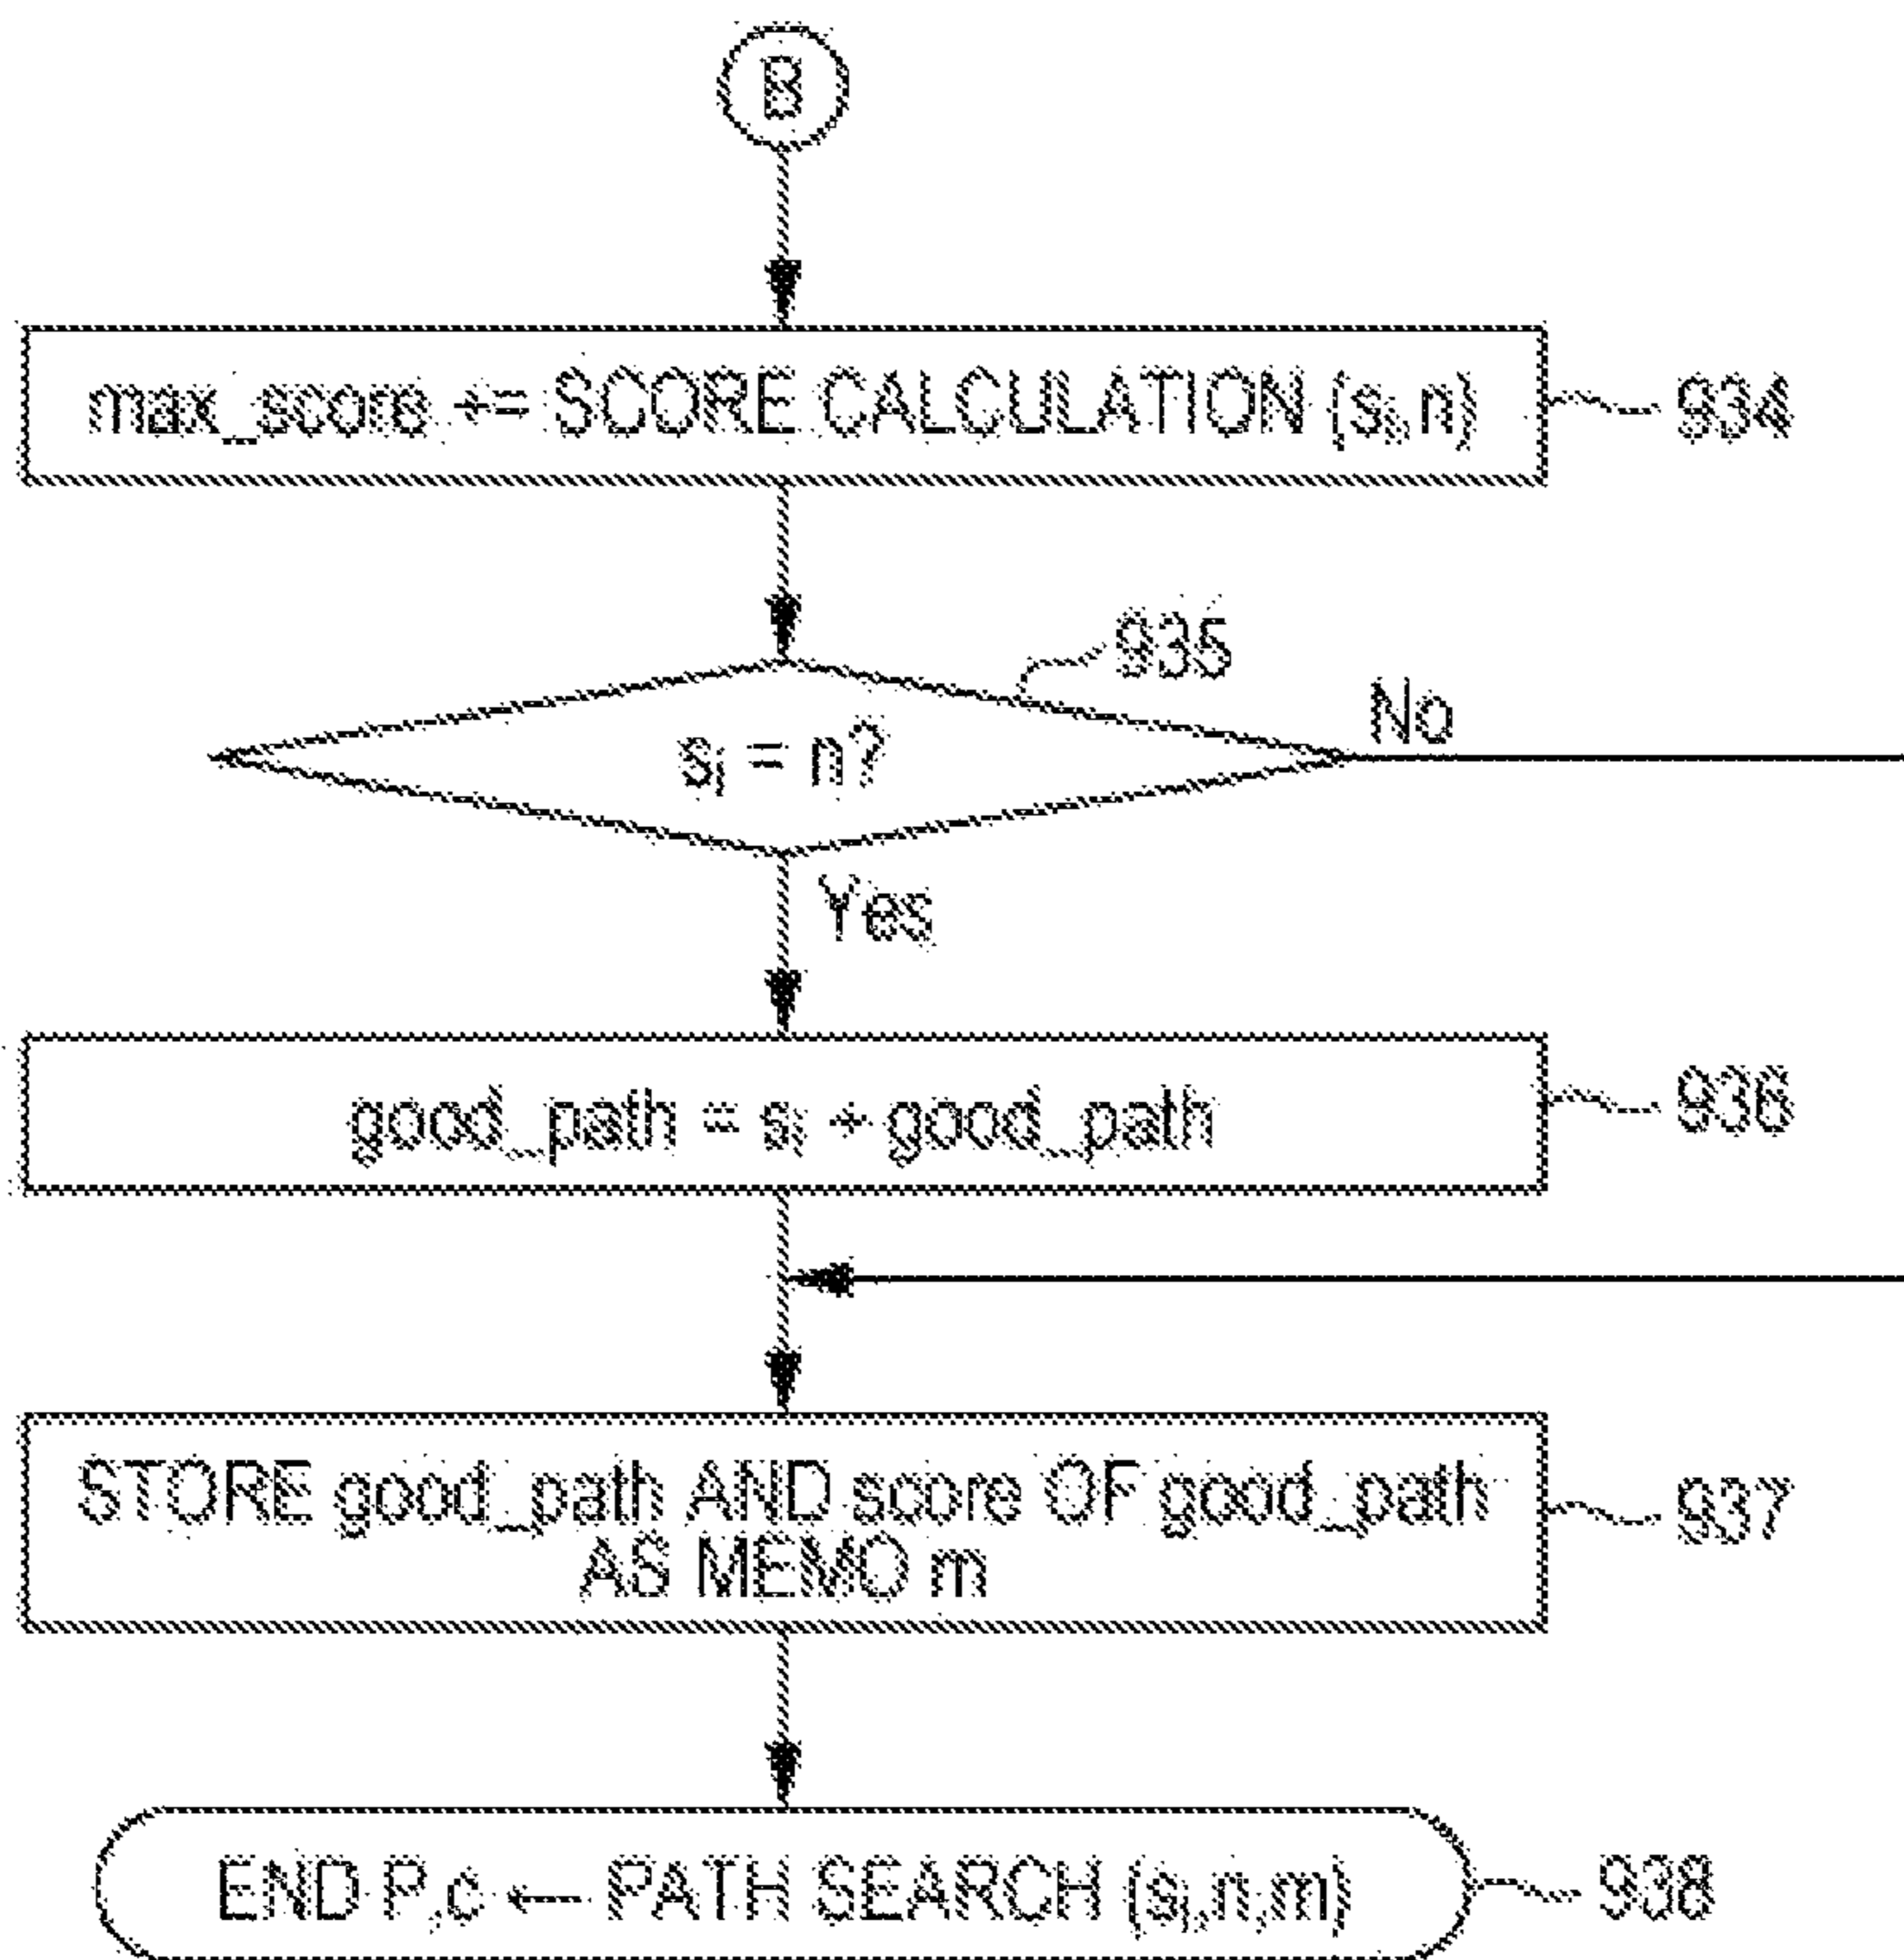 B
max_score += SCORE CALCULATION (sᵢ, n)
934
935
sᵢ = n?
No
Yes
good_path = sᵢ + good_path
936
STORE good_path AND score OF good_path
AS MEMO m
937
END P,c ← PATH SEARCH (sᵢ,n,m)
938